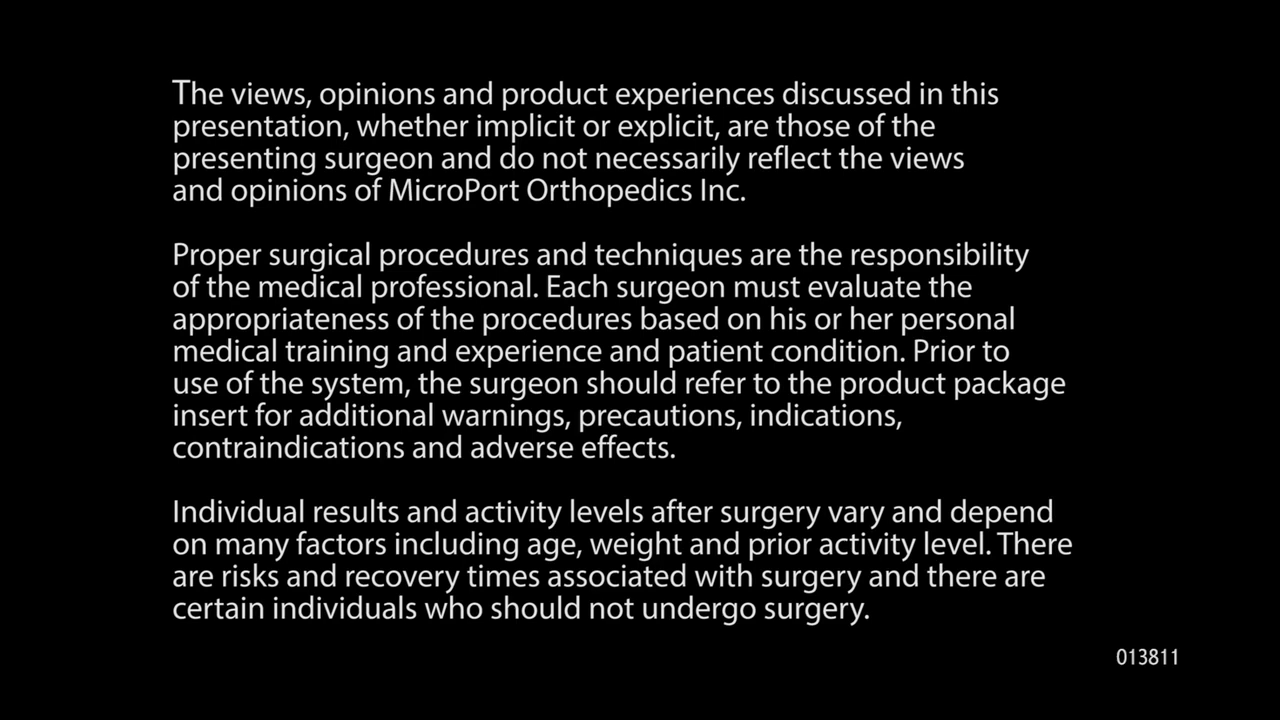 The views, opinions and product experiences discussed in this
presentation, whether implicit or explicit, are those of the
presenting surgeon and do not necessarily reflect the views
and opinions of MicroPort Orthopedics Inc.
Proper surgical procedures and techniques are the responsibility
of the medical professional. Each surgeon must evaluate the
appropriateness of the procedures based on his or her personal
medical training and experience and patient condition. Prior to
use of the system, the surgeon should refer to the product package
insert for additional warnings, precautions, indications,
contraindications and adverse effects.
Individual results and activity levels after surgery vary and depend
on many factors including age, weight and prior activity level. There
are risks and recovery times associated with surgery and there are
certain individuals who should not undergo surgery.
013811